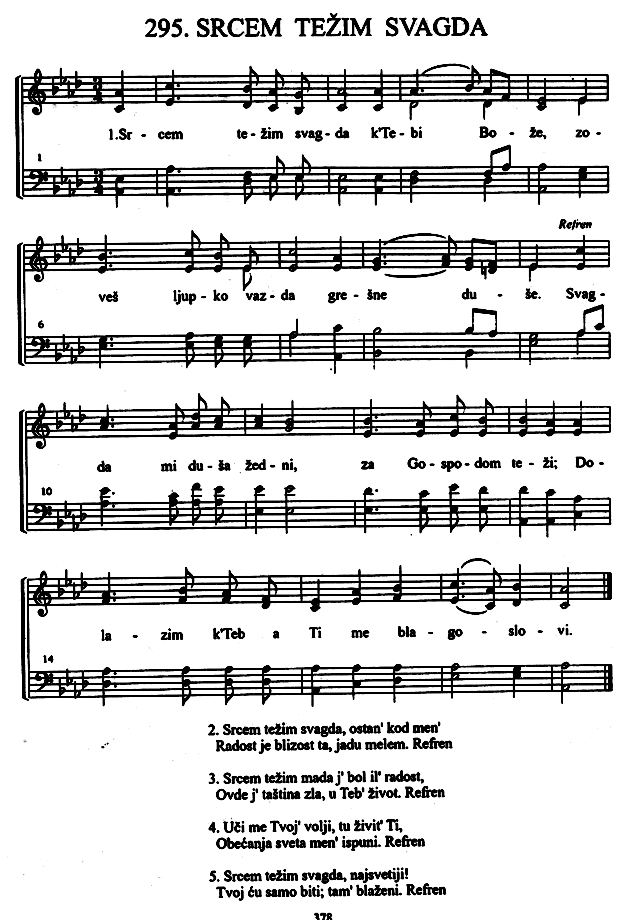 295. SRCEM TEŽIM SVAGDA
1.Sr - cem te - žim svag - da k'Te - bi Bo - že, zo -
1
Refren
veš ljup - ko vaz - da gre - šne du - še. Svag -
6
da mi du - ša žed - ni, za Go - spo - dom te - ži; Do -
10
la - zim k'Teb a Ti me bla - go - slo - vi.
14
2. Srcem težim svagda, ostan' kod men'
Radost je blizost ta, jadu melem. Refren
3. Srcem težim mada j' bol il' radost,
Ovde j' taština zla, u Teb' život. Refren
4. Uči me Tvoj' volji, tu živit' Ti,
Obećanja sveta men' ispuni. Refren
5. Srcem težim svagda, najsvetiji!
Tvoj ću samo biti; tam' blaženi. Refren
378